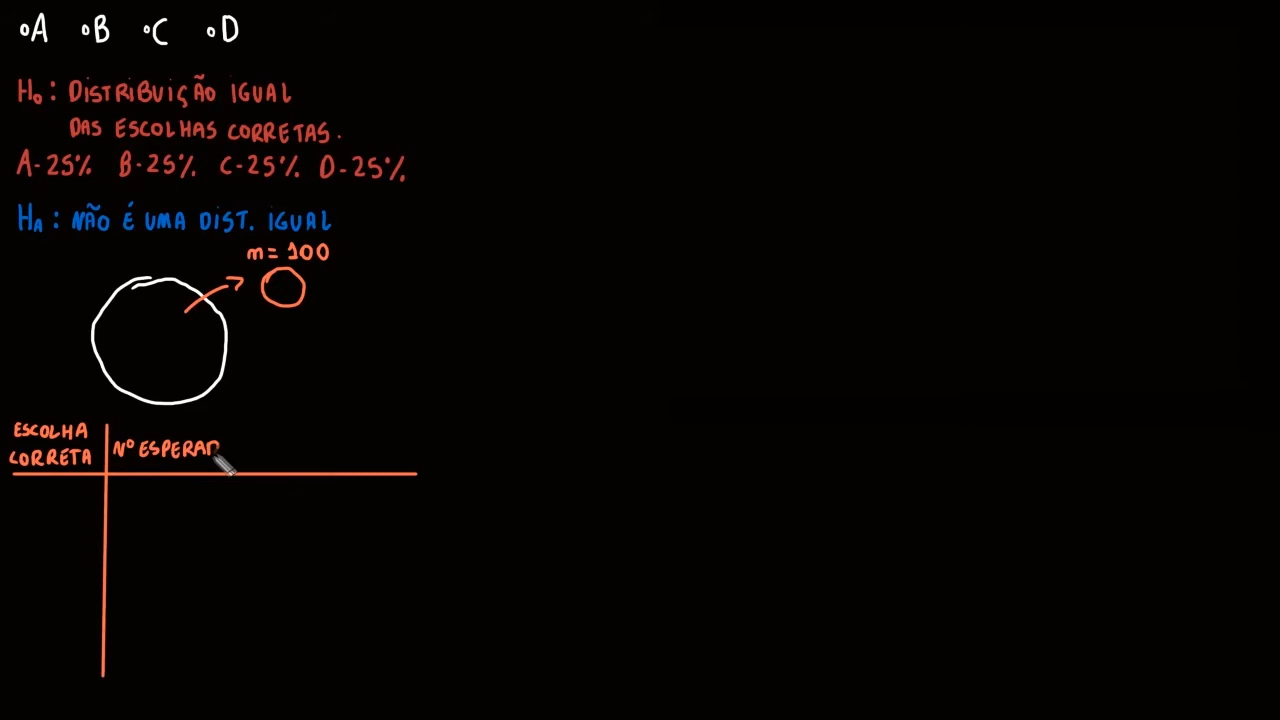 A B C D
H₀: DISTRIBUIÇÃO IGUAL
DAS ESCOLHAS CORRETAS.
A-25% B-25% C-25% D-25%
Hₐ: NÃO É UMA DIST. IGUAL
m = 100
ESCOLHA
CORRETA
Nº ESPERAD